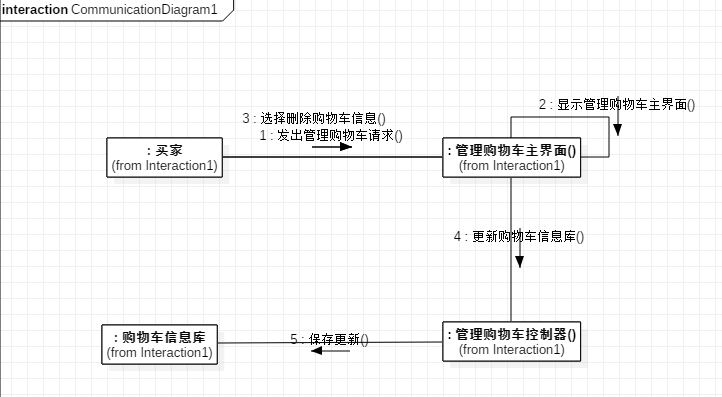 interaction CommunicationDiagram1
2 : 显示管理购物车主界面()
3 : 选择删除购物车信息()
1 : 发出管理购物车请求()
: 买家
(from Interaction1)
: 管理购物车主界面()
(from Interaction1)
4 : 更新购物车信息库()
: 购物车信息库
(from Interaction1)
5 : 保存更新()
: 管理购物车控制器()
(from Interaction1)